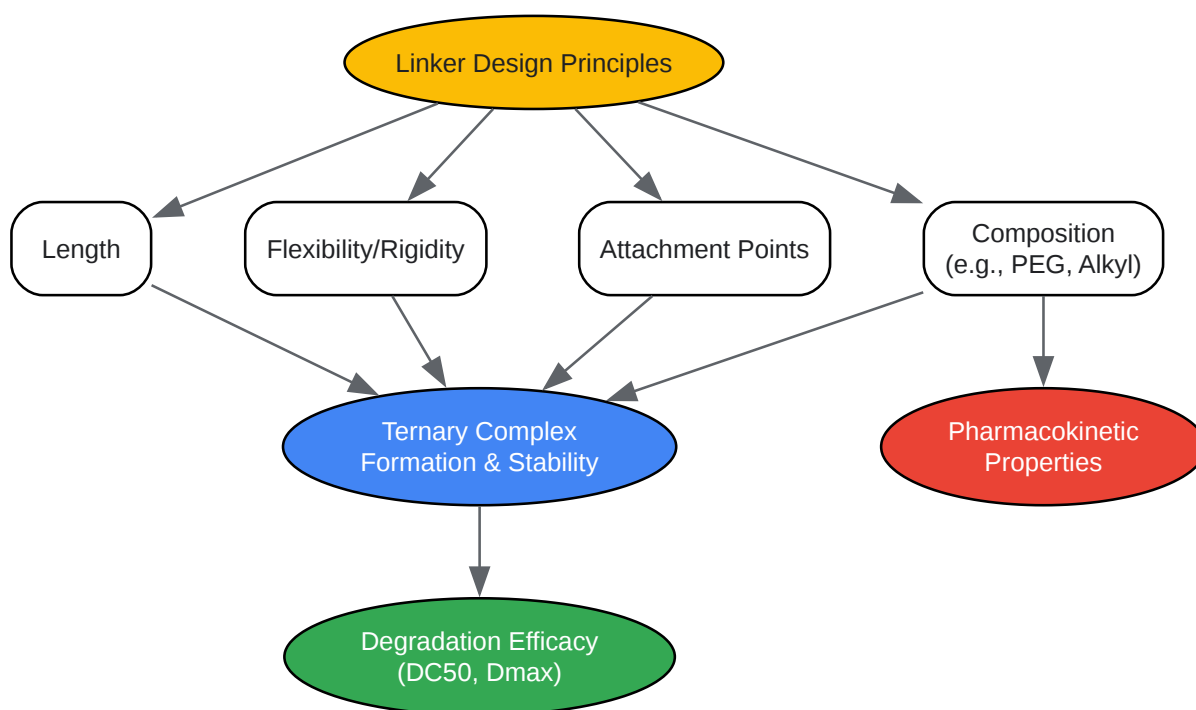 Linker Design Principles
Length
Flexibility/Rigidity
Attachment Points
Composition
(e.g., PEG, Alkyl)
Ternary Complex
Formation & Stability
Pharmacokinetic
Properties
Degradation Efficacy
(DC50, Dmax)